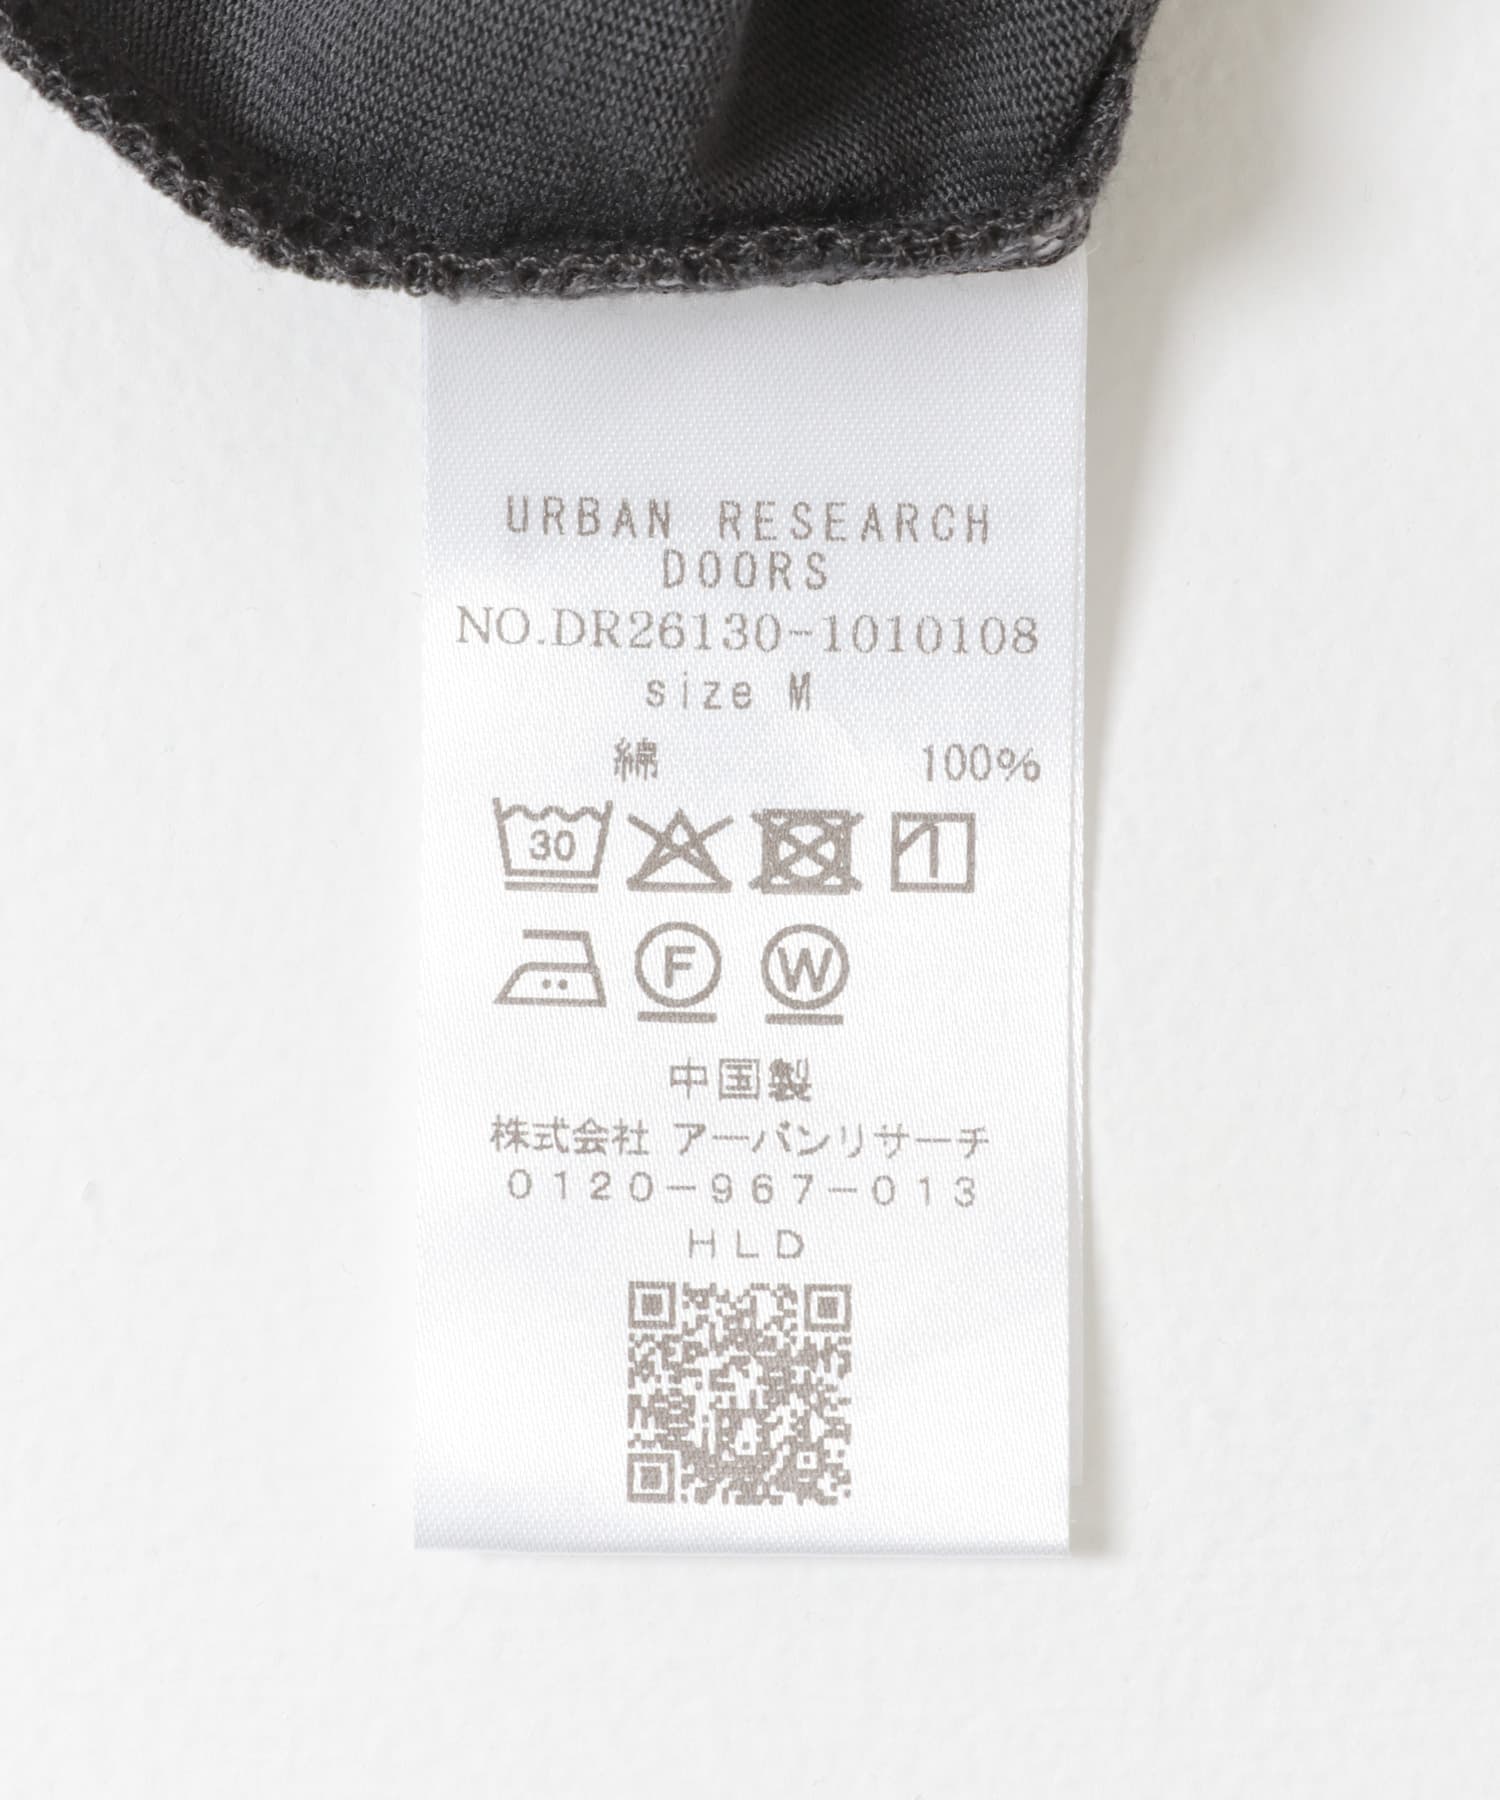 URBAN RESEARCH
DOORS
NO.DR26130-1010108
size M
綿 100%
30
F W
中国製
株式会社 アーバンリサーチ
0120-967-013
HLD